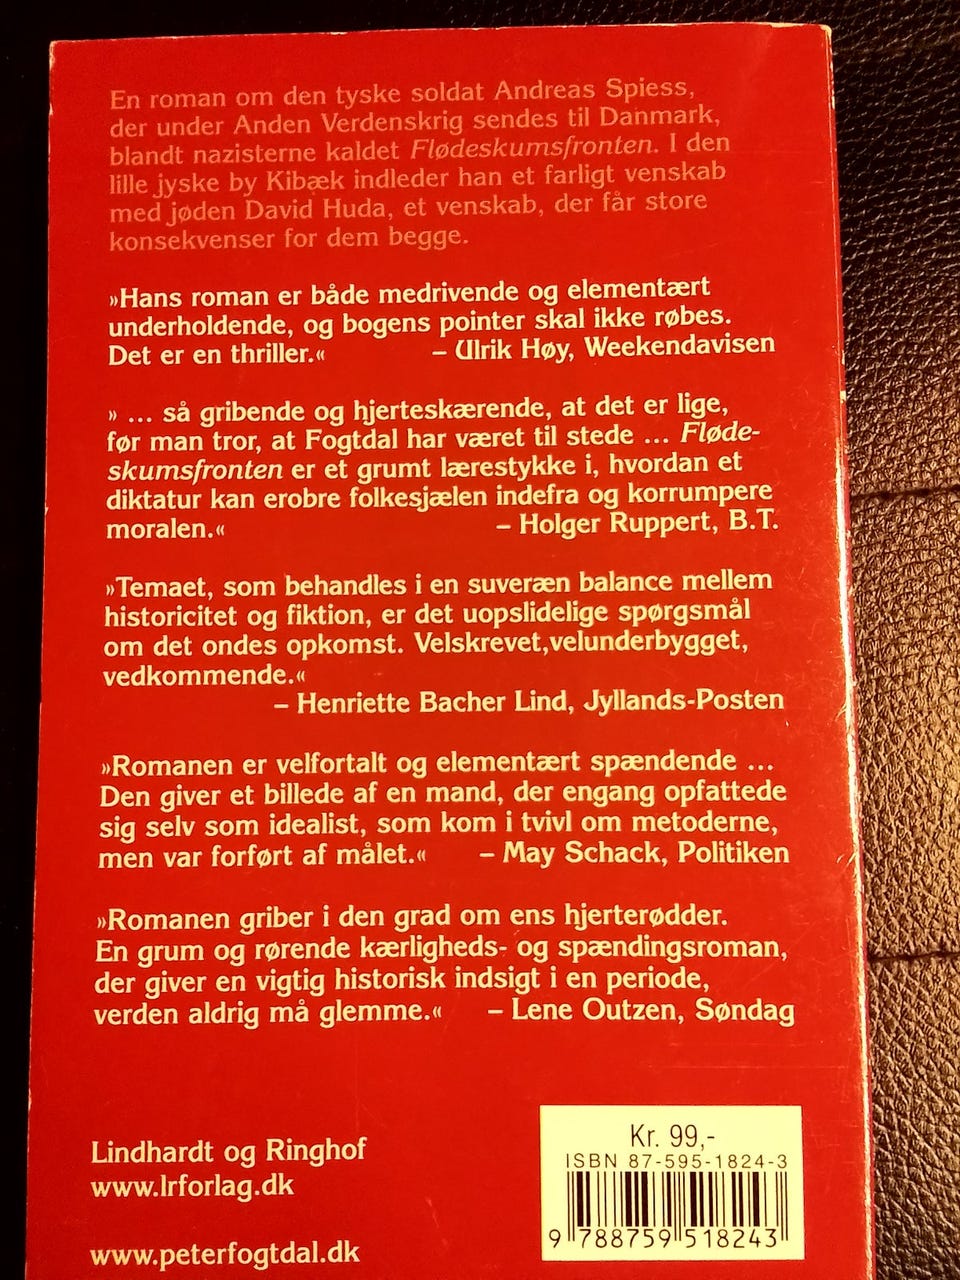 En roman om den tyske soldat Andreas Spiess,
der under Anden Verdenskrig sendes til Danmark,
blandt nazisterne kaldet Flødeskumsfronten. I den
lille jyske by Kibæk indleder han et farligt venskab
med jøden David Huda, et venskab, der får store
konsekvenser for dem begge.
»Hans roman er både medrivende og elementært
underholdende, og bogens pointer skal ikke røbes.
Det er en thriller.« – Ulrik Høy, Weekendavisen
» ... så gribende og hjerteskærende, at det er lige,
før man tror, at Fogtdal har været til stede ... Fløde-
skumsfronten er et grumt lærestykke i, hvordan et
diktatur kan erobre folkesjælen indefra og korrumpere
moralen.« – Holger Ruppert, B.T.
»Temaet, som behandles i en suveræn balance mellem
historicitet og fiktion, er det uopslidelige spørgsmål
om det ondes opkomst. Velskrevet,velunderbygget,
vedkommende.«
– Henriette Bacher Lind, Jyllands-Posten
»Romanen er velfortalt og elementært spændende ...
Den giver et billede af en mand, der engang opfattede
sig selv som idealist, som kom i tvivl om metoderne,
men var forført af målet.« – May Schack, Politiken
»Romanen griber i den grad om ens hjerterødder.
En grum og rørende kærligheds- og spændingsroman,
der giver en vigtig historisk indsigt i en periode,
verden aldrig må glemme.« – Lene Outzen, Søndag
Lindhardt og Ringhof
www.lrforlag.dk
www.peterfogtdal.dk
Kr. 99,-
ISBN 87-595-1824-3
9 788759 518243